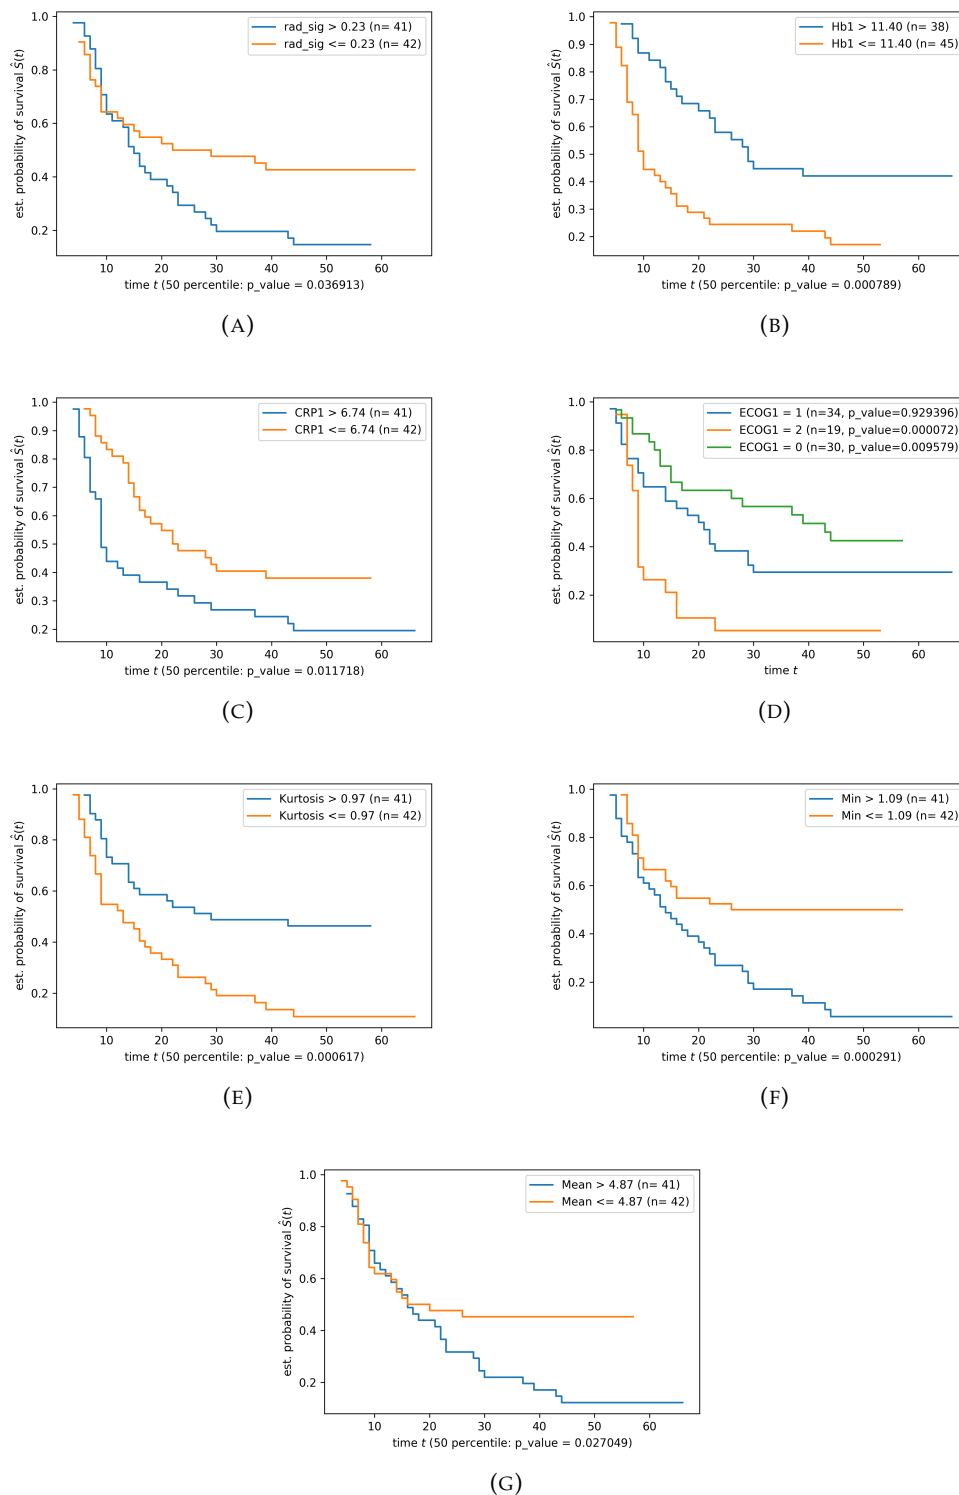 rad_sig > 0.23 (n= 41)
rad_sig <= 0.23 (n= 42)
est. probability of survival Ŝ(t)
1.0
0.8
0.6
0.4
0.2
10 20 30 40 50 60
time t (50 percentile: p_value = 0.036913)
(A)
Hb1 > 11.40 (n= 38)
Hb1 <= 11.40 (n= 45)
est. probability of survival Ŝ(t)
1.0
0.9
0.8
0.7
0.6
0.5
0.4
0.3
0.2
10 20 30 40 50 60
time t (50 percentile: p_value = 0.000789)
(B)
CRP1 > 6.74 (n= 41)
CRP1 <= 6.74 (n= 42)
est. probability of survival Ŝ(t)
1.0
0.9
0.8
0.7
0.6
0.5
0.4
0.3
0.2
10 20 30 40 50 60
time t (50 percentile: p_value = 0.011718)
(C)
ECOG1 = 1 (n=34, p_value=0.929396)
ECOG1 = 2 (n=19, p_value=0.000072)
ECOG1 = 0 (n=30, p_value=0.009579)
est. probability of survival Ŝ(t)
1.0
0.8
0.6
0.4
0.2
10 20 30 40 50 60
time t
(D)
Kurtosis > 0.97 (n= 41)
Kurtosis <= 0.97 (n= 42)
est. probability of survival Ŝ(t)
1.0
0.8
0.6
0.4
0.2
10 20 30 40 50 60
time t (50 percentile: p_value = 0.000617)
(E)
Min > 1.09 (n= 41)
Min <= 1.09 (n= 42)
est. probability of survival Ŝ(t)
1.0
0.8
0.6
0.4
0.2
10 20 30 40 50 60
time t (50 percentile: p_value = 0.000291)
(F)
Mean > 4.87 (n= 41)
Mean <= 4.87 (n= 42)
est. probability of survival Ŝ(t)
1.0
0.8
0.6
0.4
0.2
10 20 30 40 50 60
time t (50 percentile: p_value = 0.027049)
(G)